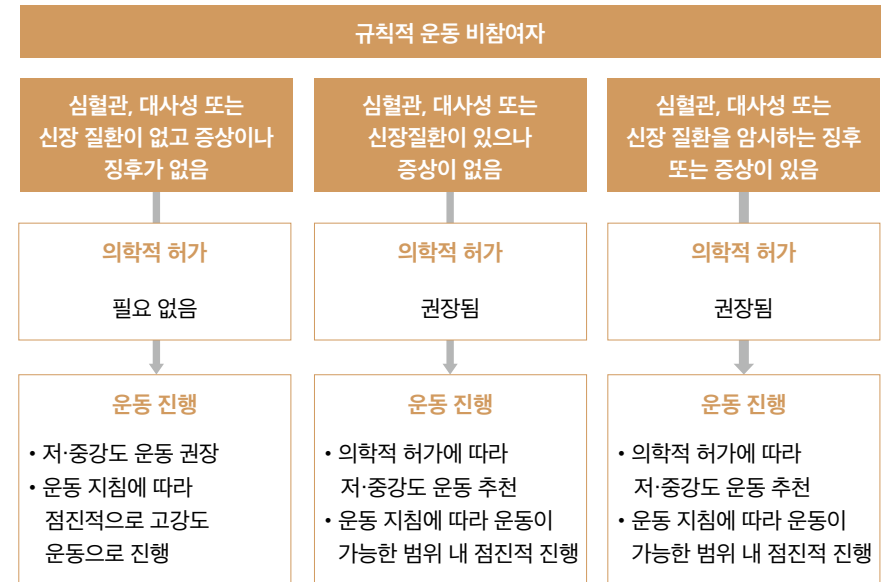 규칙적 운동 비참여자
심혈관, 대사성 또는
신장 질환이 없고 증상이나
징후가 없음
의학적 허가
필요 없음
운동 진행
• 저·중강도 운동 권장
• 운동 지침에 따라
점진적으로 고강도
운동으로 진행
심혈관, 대사성 또는
신장질환이 있으나
증상이 없음
의학적 허가
권장됨
운동 진행
• 의학적 허가에 따라
저·중강도 운동 추천
• 운동 지침에 따라 운동이
가능한 범위 내 점진적 진행
심혈관, 대사성 또는
신장 질환을 암시하는 징후
또는 증상이 있음
의학적 허가
권장됨
운동 진행
• 의학적 허가에 따라
저·중강도 운동 추천
• 운동 지침에 따라 운동이
가능한 범위 내 점진적 진행